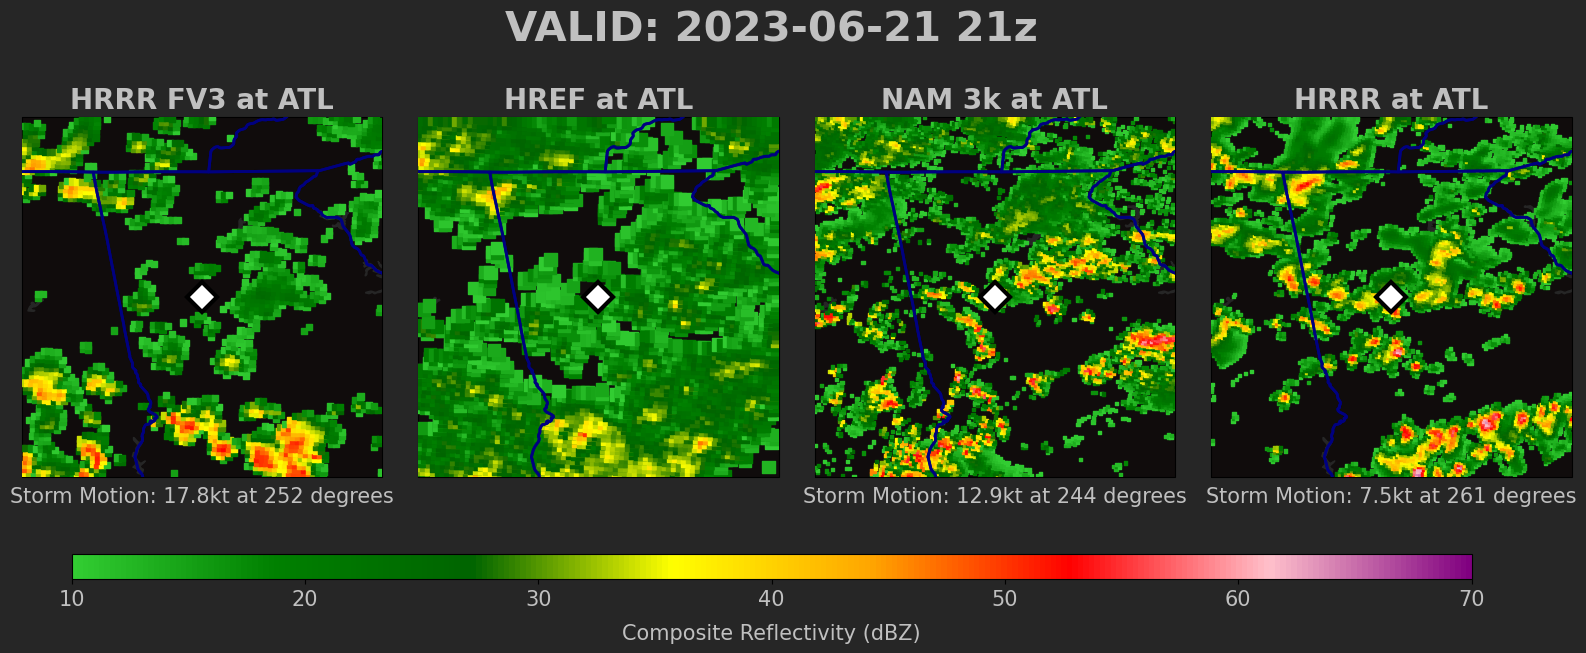 VALID: 2023-06-21 21z
HRRR FV3 at ATL
HREF at ATL
NAM 3k at ATL
HRRR at ATL
Storm Motion: 17.8kt at 252 degrees
Storm Motion: 12.9kt at 244 degrees
Storm Motion: 7.5kt at 261 degrees
10 20 30 40 50 60 70
Composite Reflectivity (dBZ)